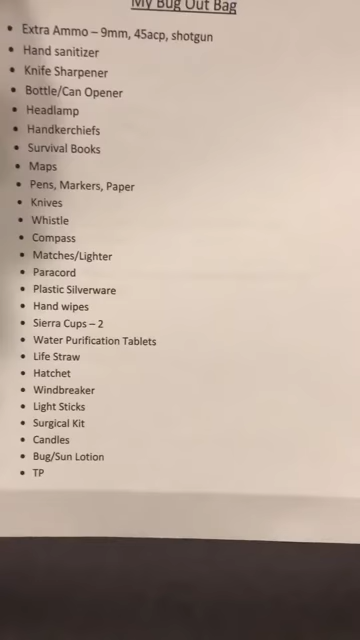 My Bug Out Bag
• Extra Ammo – 9mm, 45acp, shotgun
• Hand sanitizer
• Knife Sharpener
• Bottle/Can Opener
• Headlamp
• Handkerchiefs
• Survival Books
• Maps
• Pens, Markers, Paper
• Knives
• Whistle
• Compass
• Matches/Lighter
• Paracord
• Plastic Silverware
• Hand wipes
• Sierra Cups – 2
• Water Purification Tablets
• Life Straw
• Hatchet
• Windbreaker
• Light Sticks
• Surgical Kit
• Candles
• Bug/Sun Lotion
• TP